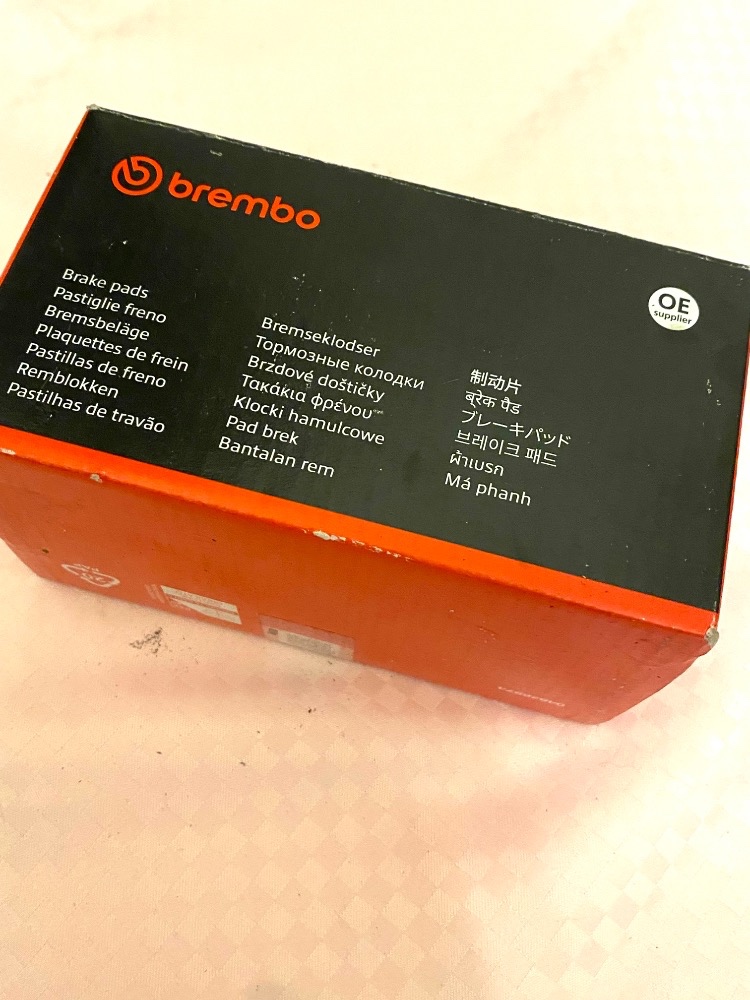 brembo
OE
supplier
Brake pads
Pastiglie freno
Bremsbeläge
Plaquettes de frein
Pastillas de freno
Remblokken
Pastilhas de travão
Bremseklodser
Тормозные колодки
Brzdové doštičky
Τακάκια φρένου
Klocki hamulcowe
Pad brek
Bantalan rem
制动片
ब्रेक पैड
ブレーキパッド
브레이크 패드
ผ้าเบรก
Má phanh